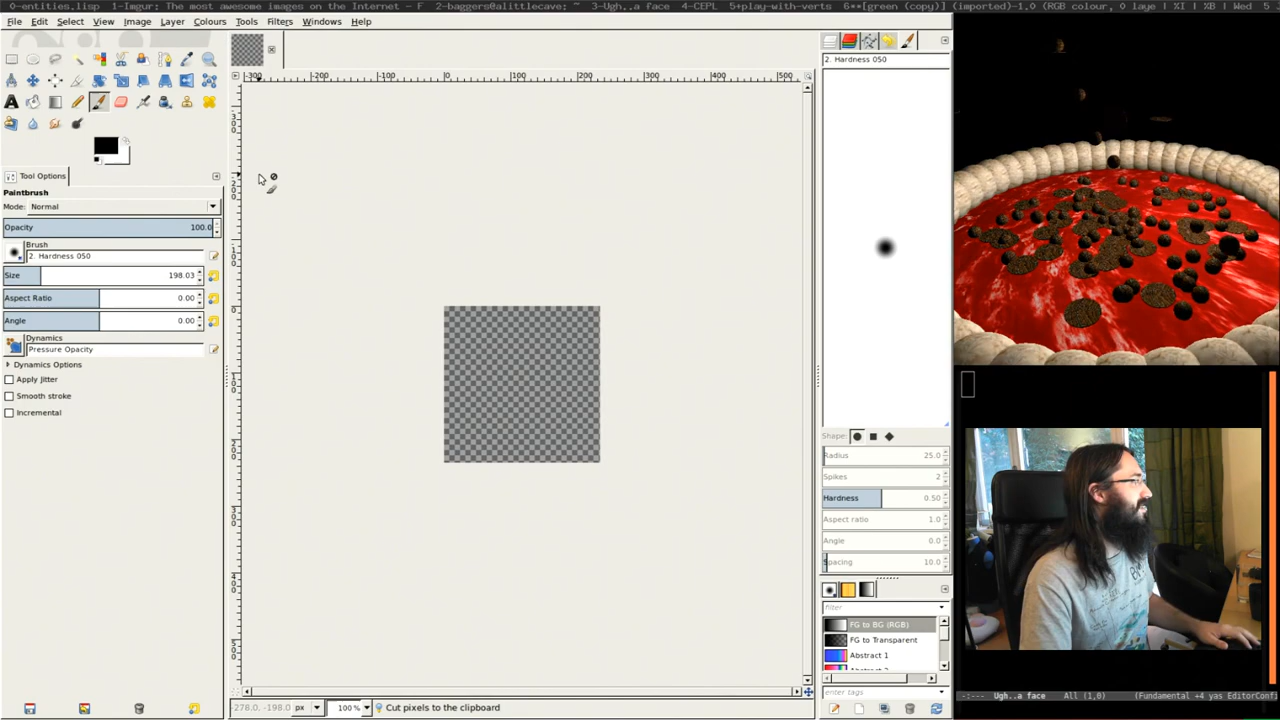 0-entities.lisp 1-Imgur: The most awesome images on the Internet - F 2-baggers@alittlecave: ~ 3-Ugh,.a face 4-CEPL 5+play-with-verts 6**[green (copy)] (imported)-1.0 (RGB colour, 0 laye | %I | %B | Wed 5
File Edit Select View Image Layer Colours Tools Filters Windows Help
2. Hardness 050
-300 -200 -100 0 100 200 300 400 500
Tool Options
Paintbrush
Mode: Normal
Opacity 100.0
Brush
2. Hardness 050
Size 198.03
Aspect Ratio 0.00
Angle 0.00
Dynamics
Pressure Opacity
Dynamics Options
Apply Jitter
Smooth stroke
Incremental
Shape:
Radius 25.0
Spikes 2
Hardness 0.50
Aspect ratio 1.0
Angle 0.0
Spacing 10.0
filter
FG to BG (RGB)
FG to Transparent
Abstract 1
enter tags
-278.0, -198.0 px 100% Cut pixels to the clipboard
-:--- Ugh,.a face All (1,0) (Fundamental +4 yas EditorConfi